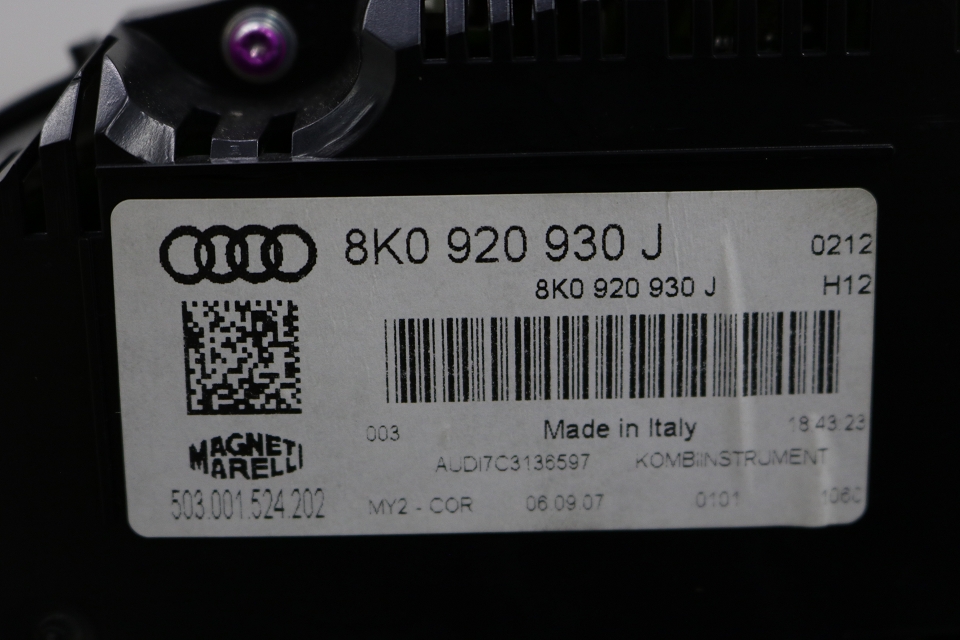 8K0 920 930 J 0212
8K0 920 930 J H12
003 Made in Italy 18:43:23
MAGNETI
MARELLI
AUDI7C3136597 KOMBIINSTRUMENT
503.001.524.202 MY2 - COR 06.09.07 0101